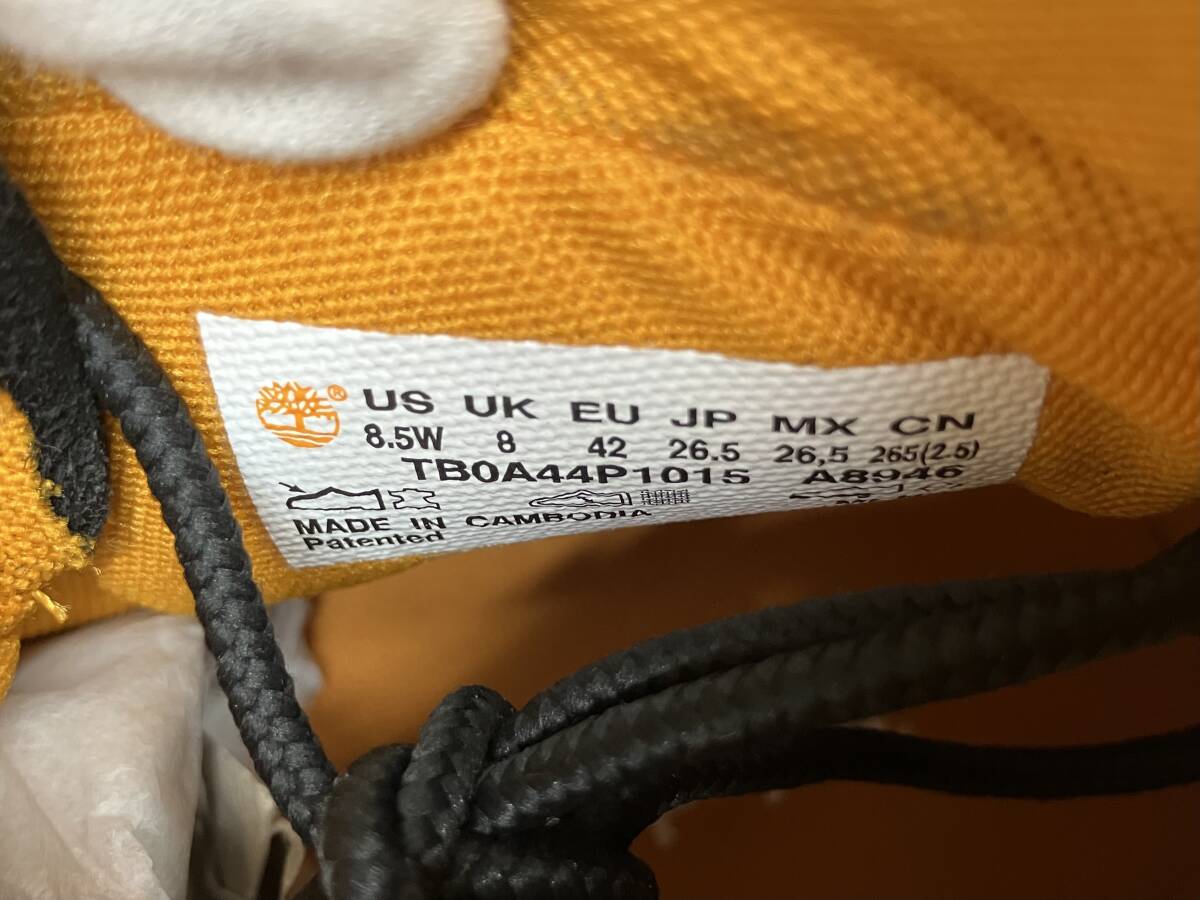 ® US UK EU JP MX CN
8.5W 8 42 26.5 26,5 265(2.5)
TB0A44P1015 A8946
MADE IN CAMBODIA
Patented